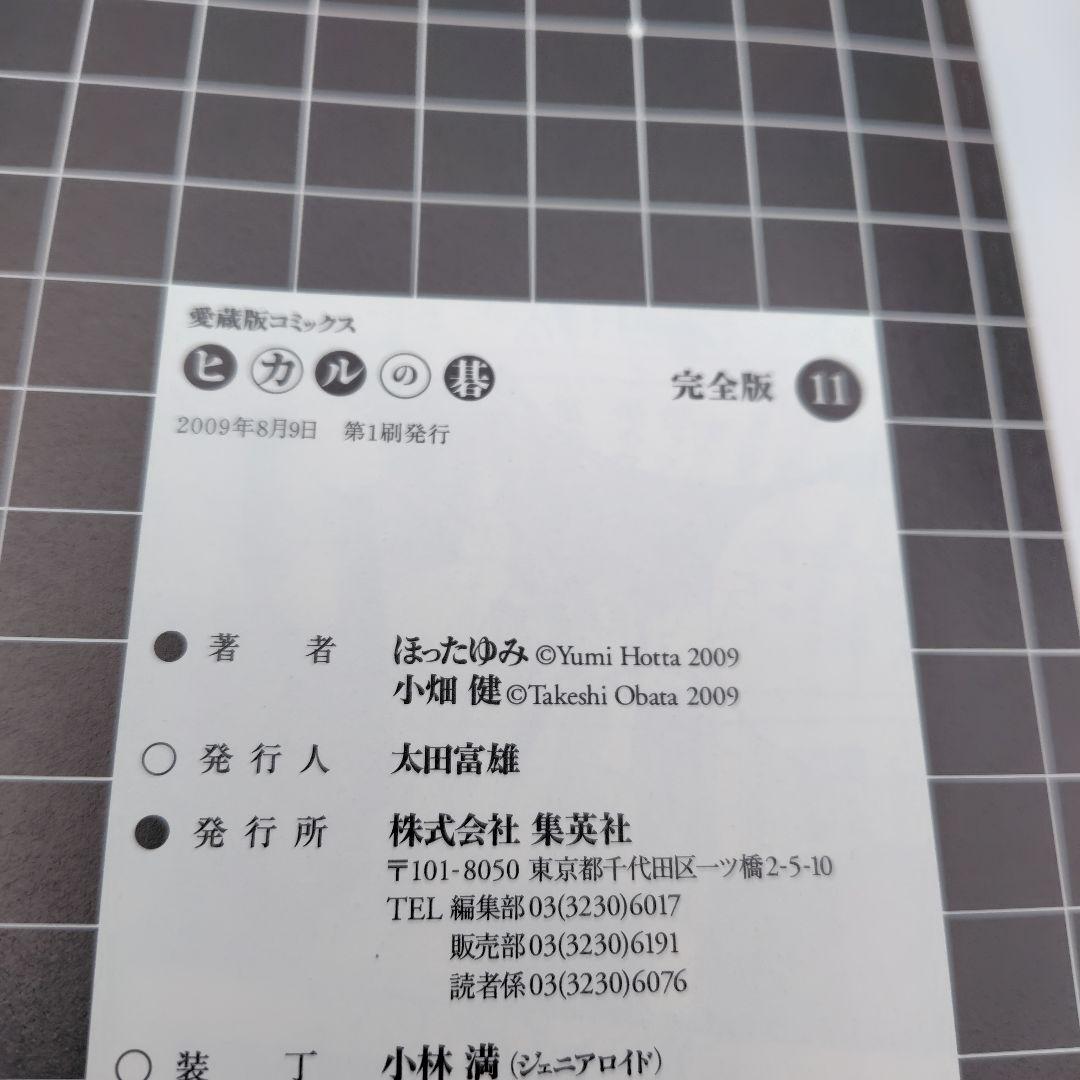 愛蔵版コミックス
ヒカルの碁 完全版 11
2009年8月9日 第1刷発行
● 著者 ほったゆみ ©Yumi Hotta 2009
小畑 健 ©Takeshi Obata 2009
○ 発行人 太田富雄
● 発行所 株式会社 集英社
〒101-8050 東京都千代田区一ツ橋2-5-10
TEL 編集部03(3230)6017
販売部03(3230)6191
読者係03(3230)6076
○ 装丁 小林 満(ジェニアロイド)